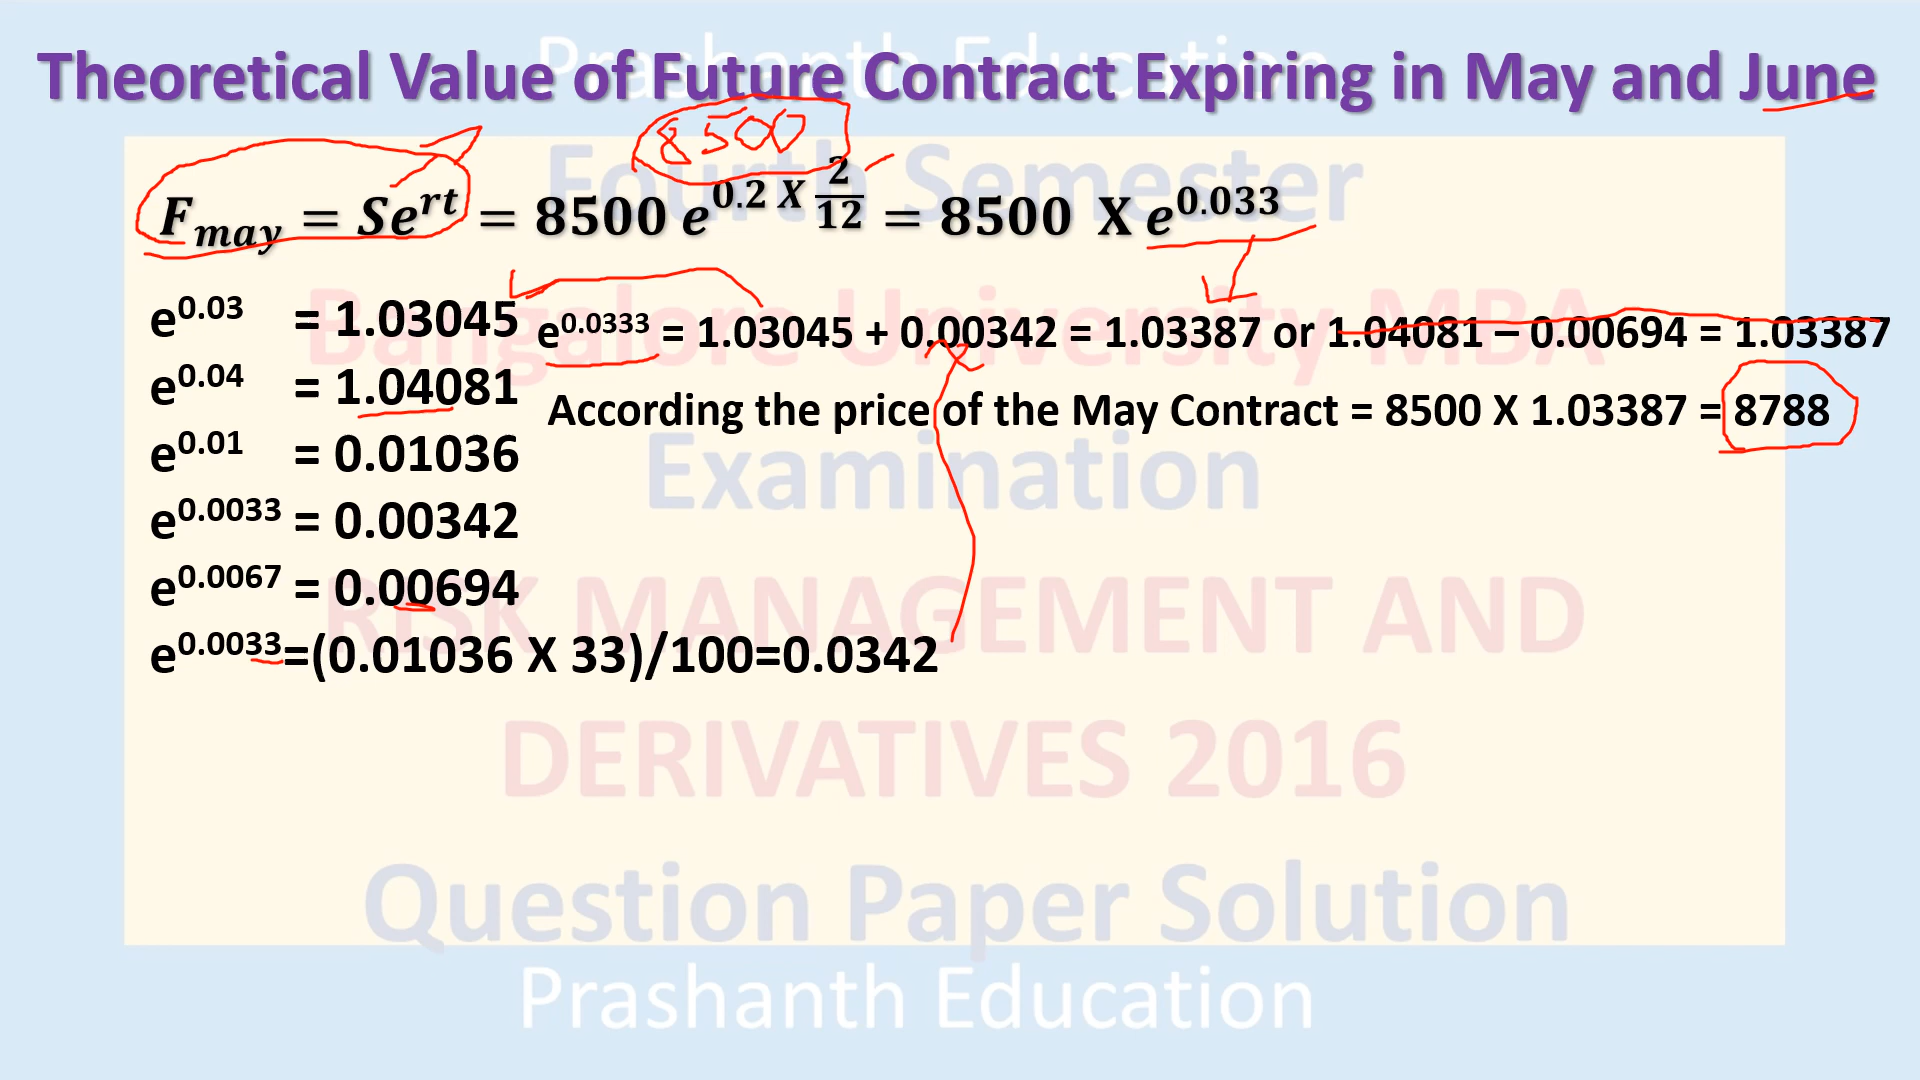 Prashanth Education
Theoretical Value of Future Contract Expiring in May and June
8500
Fourth Semester
F_may = Se^rt = 8500 e^0.2 X 2/12 = 8500 X e^0.033
Bangalore University MBA
e^0.03 = 1.03045
e^0.0333 = 1.03045 + 0.00342 = 1.03387 or 1.04081 – 0.00694 = 1.03387
e^0.04 = 1.04081
According the price of the May Contract = 8500 X 1.03387 = 8788
e^0.01 = 0.01036
Examination
e^0.0033 = 0.00342
e^0.0067 = 0.00694
RISK MANAGEMENT AND
e^0.0033=(0.01036 X 33)/100=0.0342
DERIVATIVES 2016
Question Paper Solution
Prashanth Education